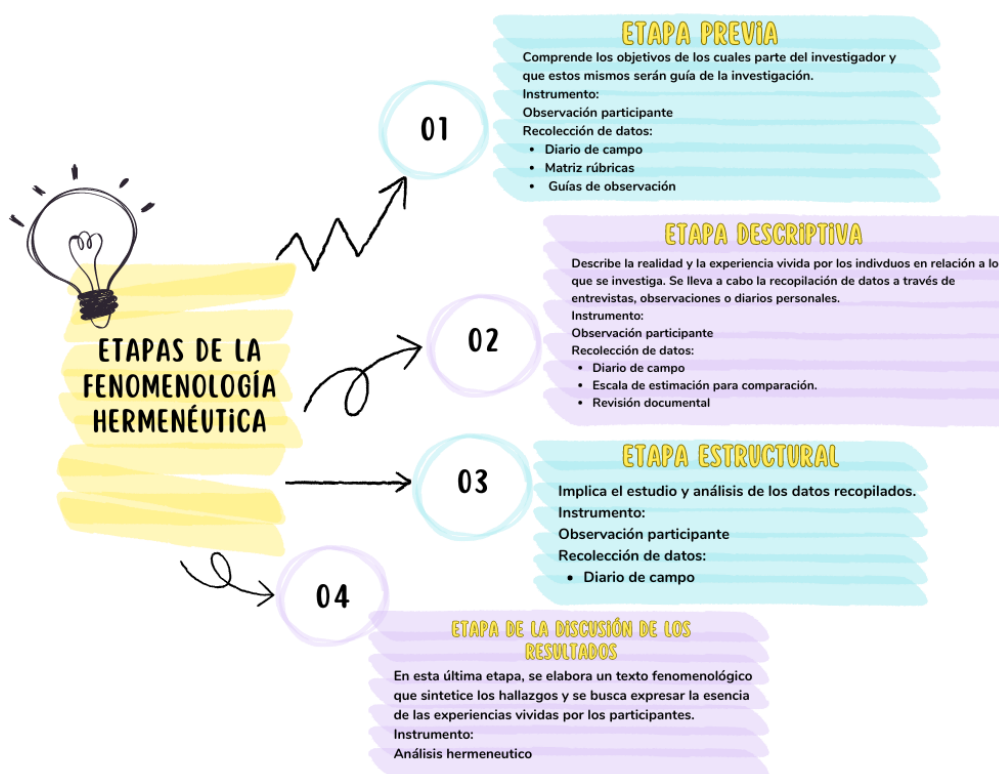 ETAPAS DE LA
FENOMENOLOGÍA
HERMENÉUTICA
01
ETAPA PREVIA
Comprende los objetivos de los cuales parte del investigador y
que estos mismos serán guía de la investigación.
Instrumento:
Observación participante
Recolección de datos:
• Diario de campo
• Matriz rúbricas
• Guías de observación
02
ETAPA DESCRIPTIVA
Describe la realidad y la experiencia vivida por los indivduos en relación a lo
que se investiga. Se lleva a cabo la recopilación de datos a través de
entrevistas, observaciones o diarios personales.
Instrumento:
Observación participante
Recolección de datos:
• Diario de campo
• Escala de estimación para comparación.
• Revisión documental
03
ETAPA ESTRUCTURAL
Implica el estudio y análisis de los datos recopilados.
Instrumento:
Observación participante
Recolección de datos:
• Diario de campo
04
ETAPA DE LA DISCUSIÓN DE LOS
RESULTADOS
En esta última etapa, se elabora un texto fenomenológico
que sintetice los hallazgos y se busca expresar la esencia
de las experiencias vividas por los participantes.
Instrumento:
Análisis hermeneutico